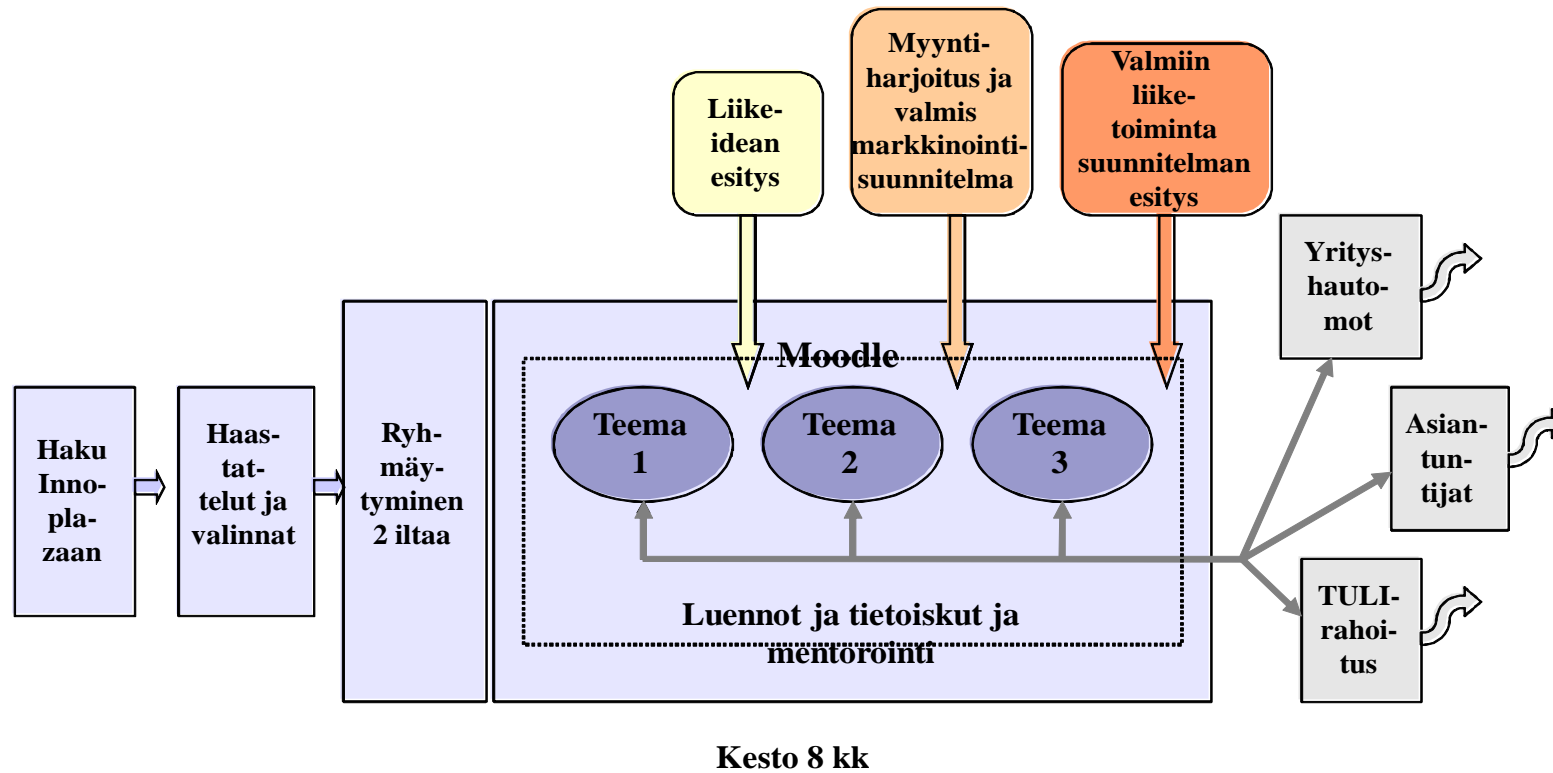 Liike-
idean
esitys
Myynti-
harjoitus ja
valmis
markkinointi-
suunnitelma
Valmiin
liike-
toiminta
suunnitelman
esitys
Haku
Inno-
pla-
zaan
Haas-
tat-
telut ja
valinnat
Ryh-
mäy-
tyminen
2 iltaa
Moodle
Teema
1
Teema
2
Teema
3
Luennot ja tietoiskut ja
mentorointi
Yritys-
hauto-
mot
Asian-
tun-
tijat
TULI-
rahoi-
tus
Kesto 8 kk